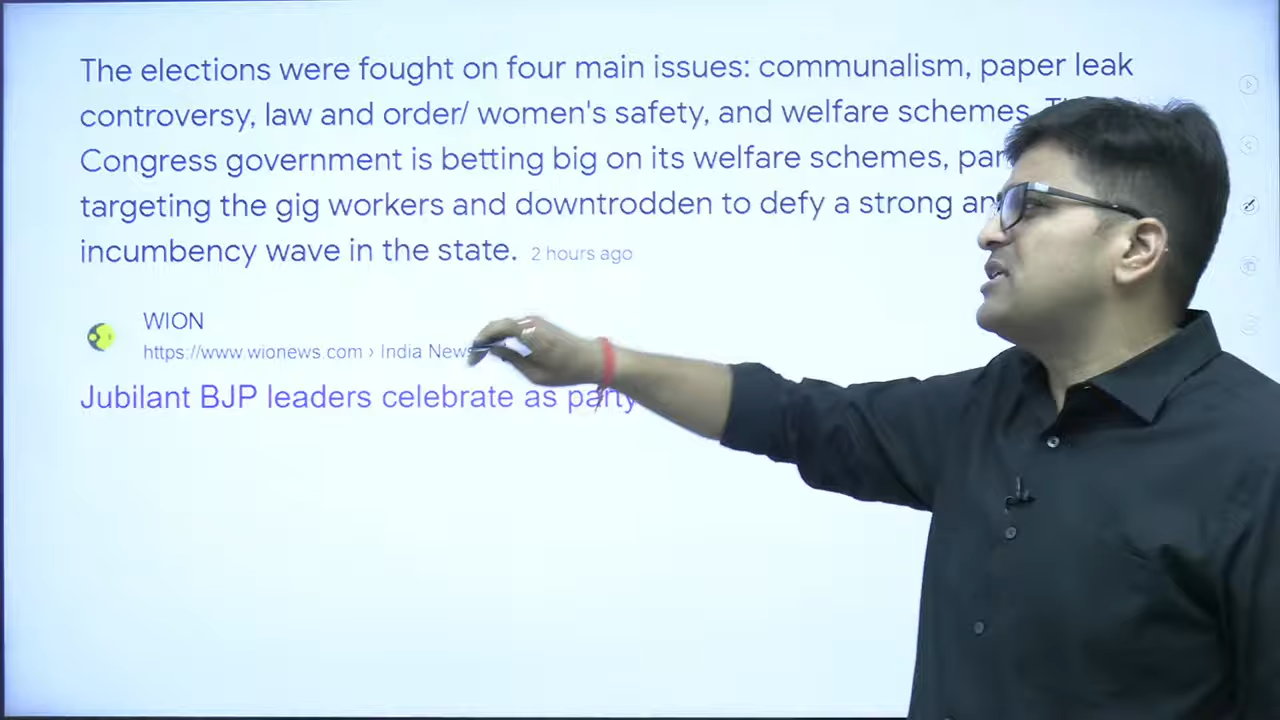 The elections were fought on four main issues: communalism, paper leak
controversy, law and order/ women's safety, and welfare schemes.
Congress government is betting big on its welfare schemes,
targeting the gig workers and downtrodden to defy a strong
incumbency wave in the state. 2 hours ago
WION
https://www.wionews.com › India News
Jubilant BJP leaders celebrate as party